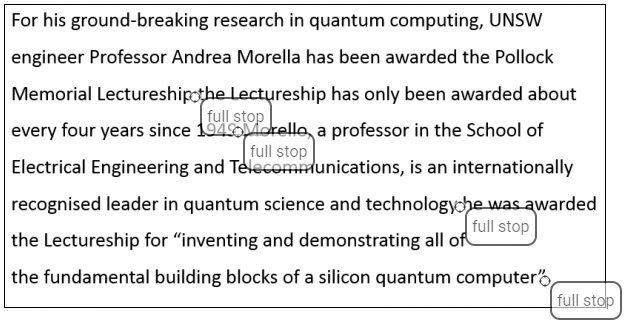 For his ground-breaking research in quantum computing, UNSW
engineer Professor Andrea Morella has been awarded the Pollock
Memorial Lectureship the Lectureship has only been awarded about
full stop
every four years since 1949 Morello, a professor in the School of
full stop
Electrical Engineering and Telecommunications, is an internationally
recognised leader in quantum science and technology he was awarded
full stop
the Lectureship for “inventing and demonstrating all of
the fundamental building blocks of a silicon quantum computer”
full stop